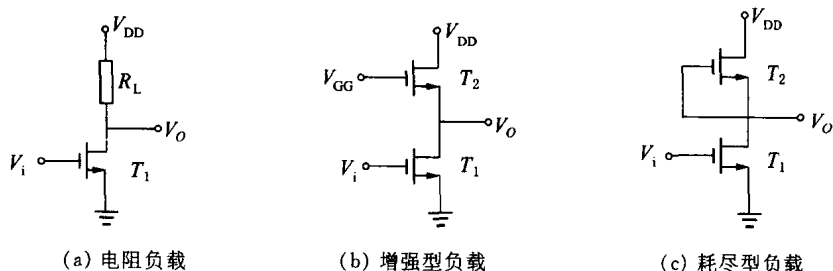 V_DD
R_L
V_i
T_1
V_O
(a) 电阻负载
V_DD
V_GG
T_2
V_O
V_i
T_1
(b) 增强型负载
V_DD
T_2
V_O
V_i
T_1
(c) 耗尽型负载